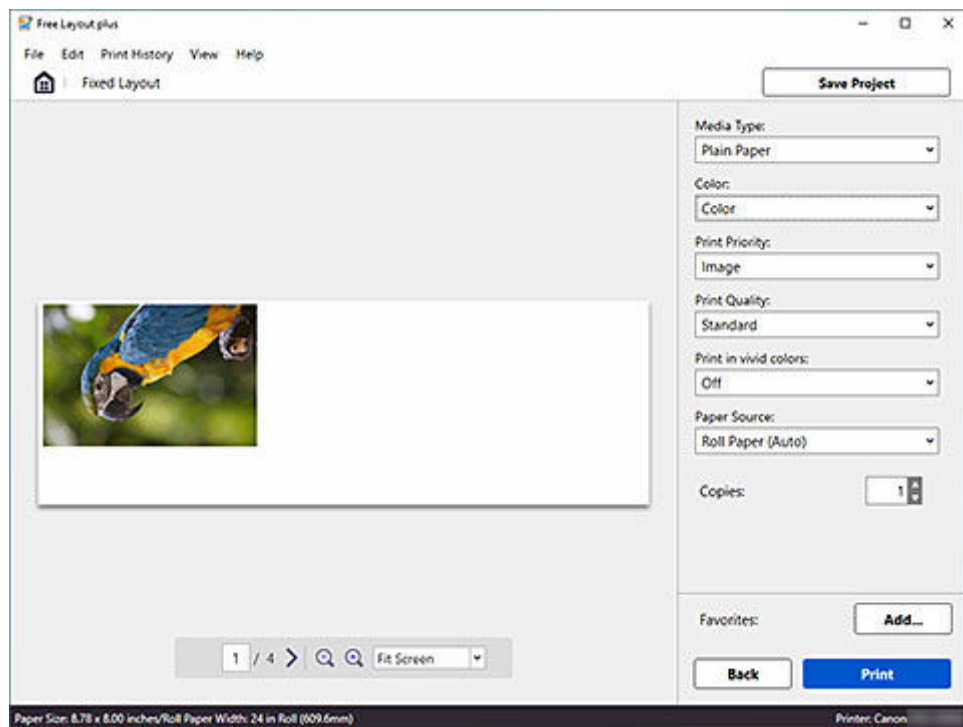 Free Layout plus
File Edit Print History View Help
Fixed Layout
Save Project
Media Type:
Plain Paper
Color:
Color
Print Priority:
Image
Print Quality:
Standard
Print in vivid colors:
Off
Paper Source:
Roll Paper (Auto)
Copies: 1
1 / 4 Fit Screen
Favorites: Add...
Back Print
Paper Size: 8.78 x 8.00 inches/Roll Paper Width: 24 in Roll (609.6mm) Printer: Canon